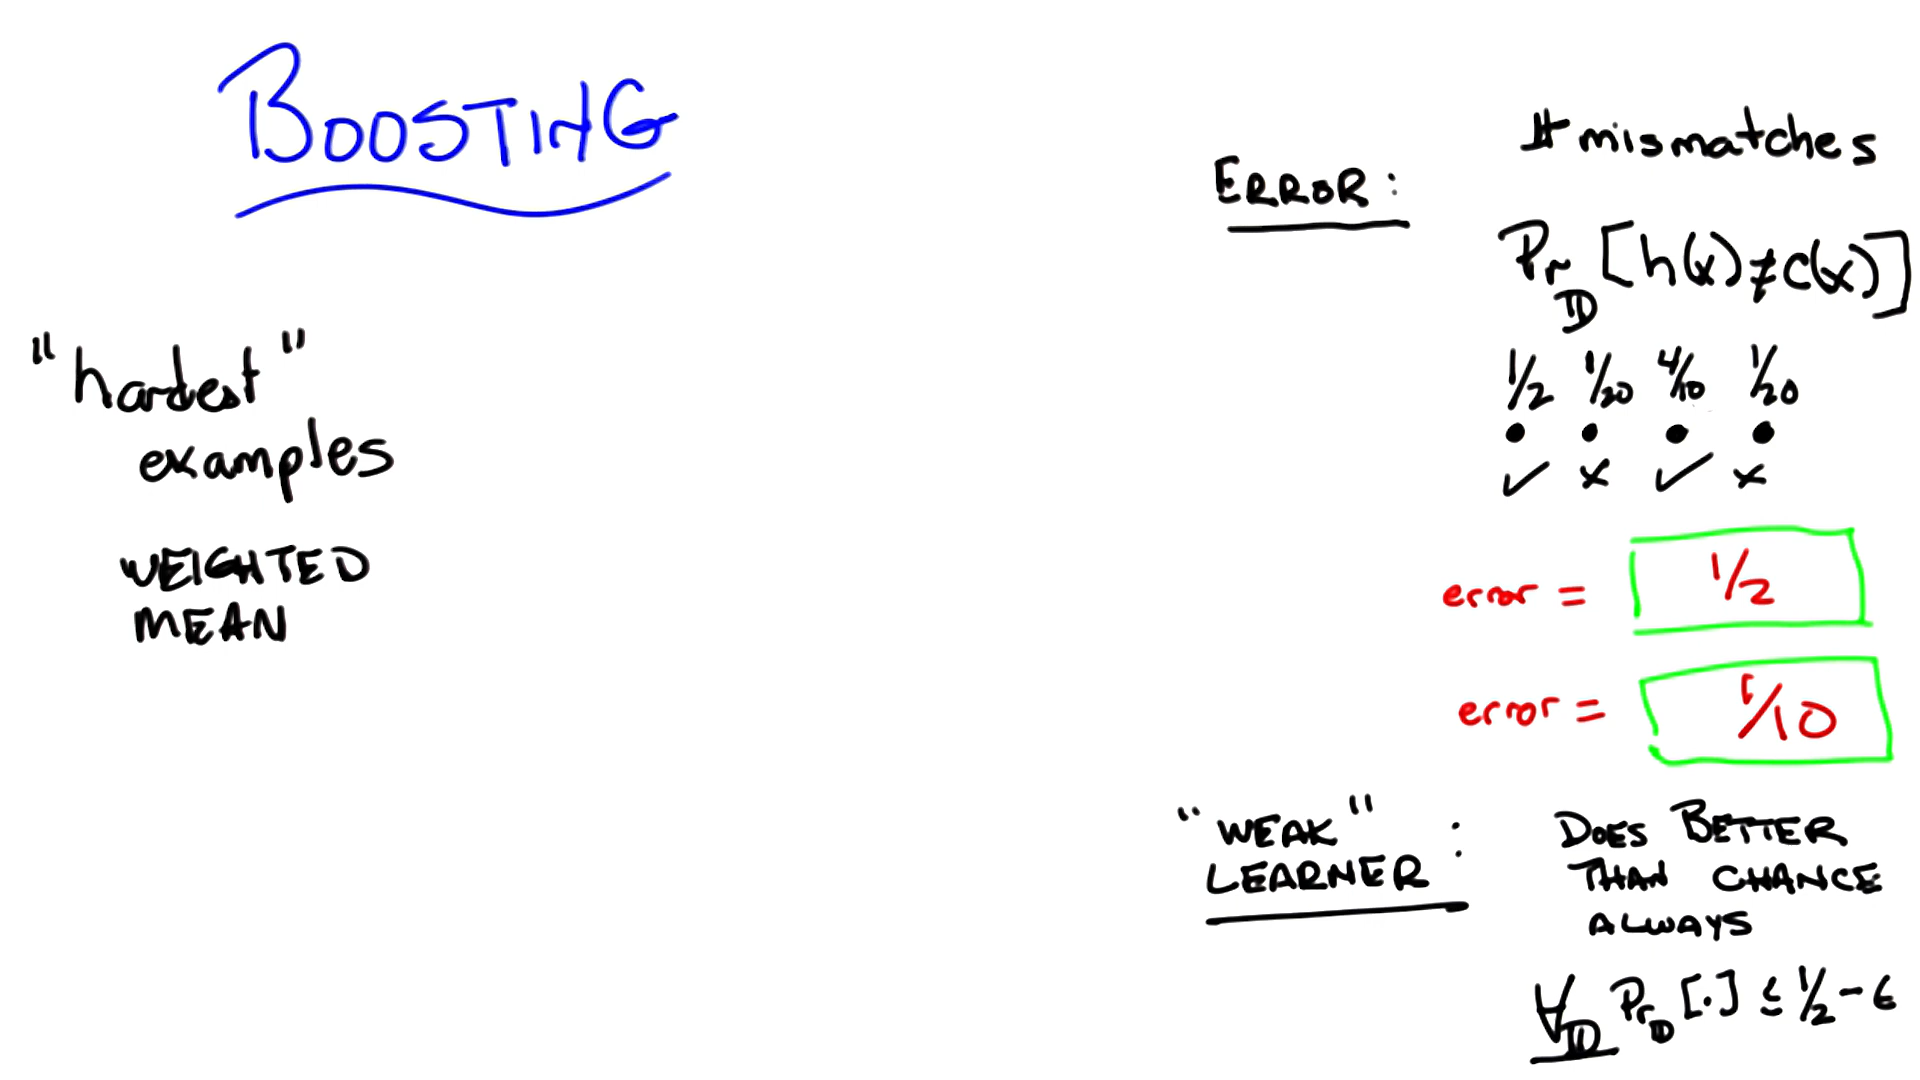 BOOSTING
"hardest"
examples
WEIGHTED
MEAN
ERROR:
# mismatches
Pr_D [h(x) ≠ c(x)]
1/2 1/20 4/10 1/20
✓ x ✓ x
error = 1/2
error = 1/10
"WEAK"
LEARNER :
DOES BETTER
THAN CHANCE
ALWAYS
∀_D Pr_D [·] ≤ 1/2 - ϵ